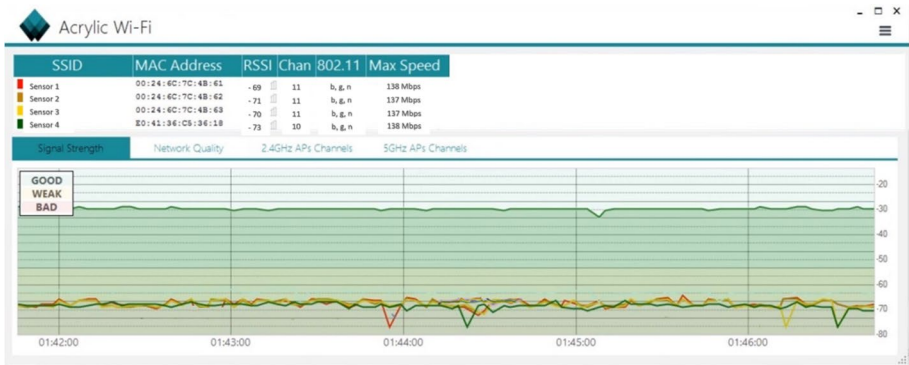 Acrylic Wi-Fi
SSID MAC Address RSSI Chan 802.11 Max Speed
Sensor 1 00:24:6C:7C:4B:61 -69 11 b, g, n 138 Mbps
Sensor 2 00:24:6C:7C:4B:62 -71 11 b, g, n 137 Mbps
Sensor 3 00:24:6C:7C:4B:63 -70 11 b, g, n 137 Mbps
Sensor 4 E0:41:36:C5:36:18 -73 10 b, g, n 138 Mbps
Signal Strength Network Quality 2.4GHz APs Channels 5GHz APs Channels
GOOD
WEAK
BAD
-20
-30
-40
-50
-60
-70
-80
01:42:00 01:43:00 01:44:00 01:45:00 01:46:00